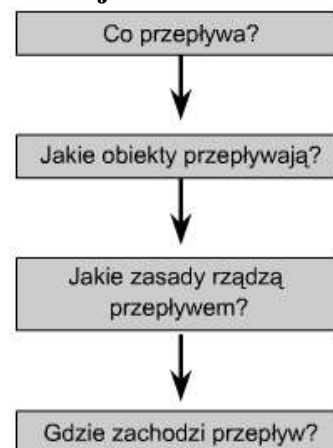 Co przepływa?
Jakie obiekty przepływają?
Jakie zasady rządzą
przepływem?
Gdzie zachodzi przepływ?